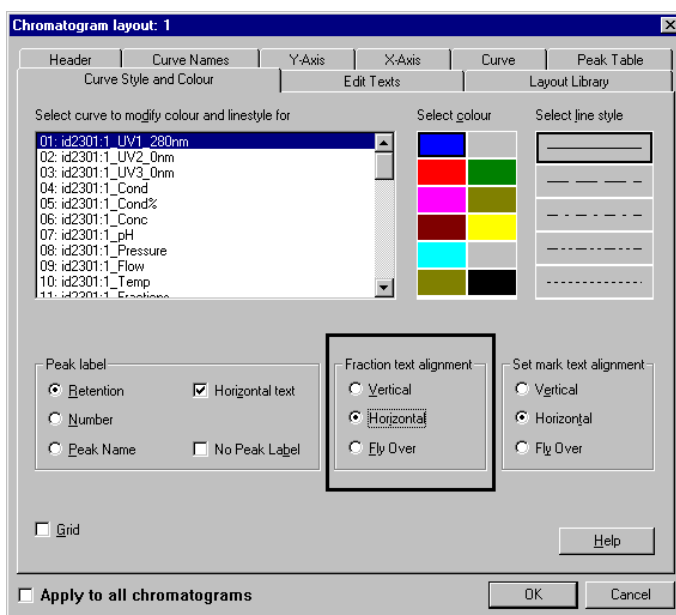 Chromatogram layout: 1
Header Curve Names Y-Axis X-Axis Curve Peak Table
Curve Style and Colour Edit Texts Layout Library
Select curve to modify colour and linestyle for Select colour Select line style
01: id2301:1_UV1_280nm
02: id2301:1_UV2_0nm
03: id2301:1_UV3_0nm
04: id2301:1_Cond
05: id2301:1_Cond%
06: id2301:1_Conc
07: id2301:1_pH
08: id2301:1_Pressure
09: id2301:1_Flow
10: id2301:1_Temp
11: id2301:1_Fractions
Peak label Fraction text alignment Set mark text alignment
Retention Horizontal text Vertical Vertical
Number Horizontal Horizontal
Peak Name No Peak Label Fly Over Fly Over
Grid
Help
Apply to all chromatograms OK Cancel